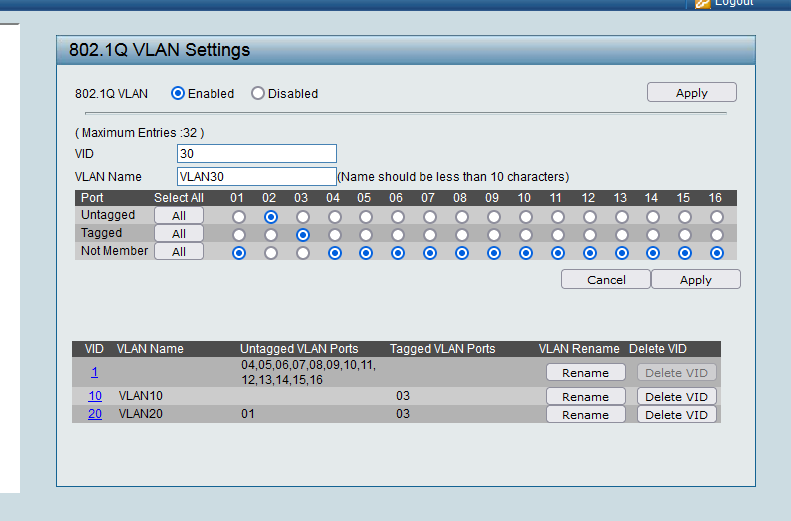 Logout
802.1Q VLAN Settings
802.1Q VLAN Enabled Disabled Apply
( Maximum Entries :32 )
VID 30
VLAN Name VLAN30 (Name should be less than 10 characters)
Port Select All 01 02 03 04 05 06 07 08 09 10 11 12 13 14 15 16
Untagged All
Tagged All
Not Member All
Cancel Apply
VID VLAN Name Untagged VLAN Ports Tagged VLAN Ports VLAN Rename Delete VID
1 04,05,06,07,08,09,10,11, Rename Delete VID
12,13,14,15,16
10 VLAN10 03 Rename Delete VID
20 VLAN20 01 03 Rename Delete VID